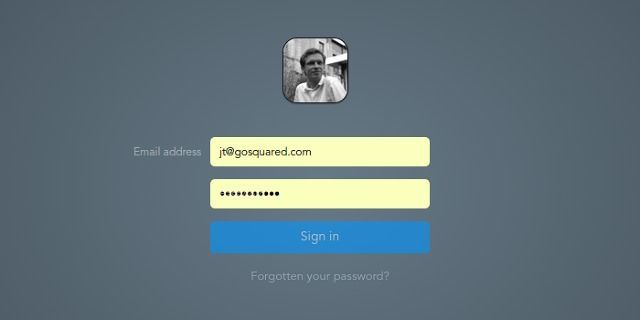 Email address jt@gosquared.com
•••••••••••
Sign in
Forgotten your password?